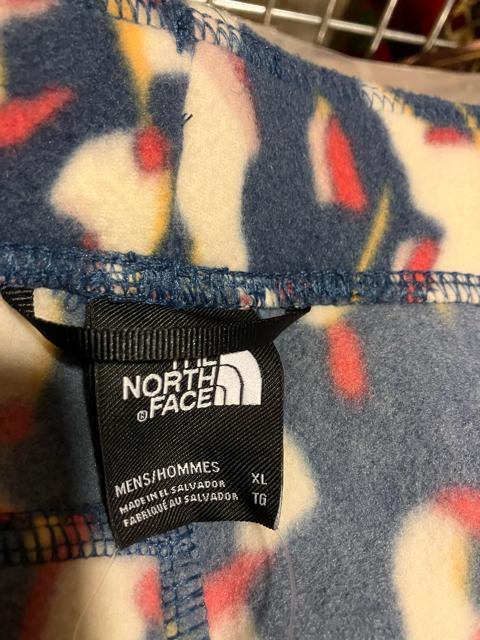 THE
NORTH
FACE
MENS/HOMMES XL
MADE IN EL SALVADOR TG
FABRIQUÉ AU SALVADOR